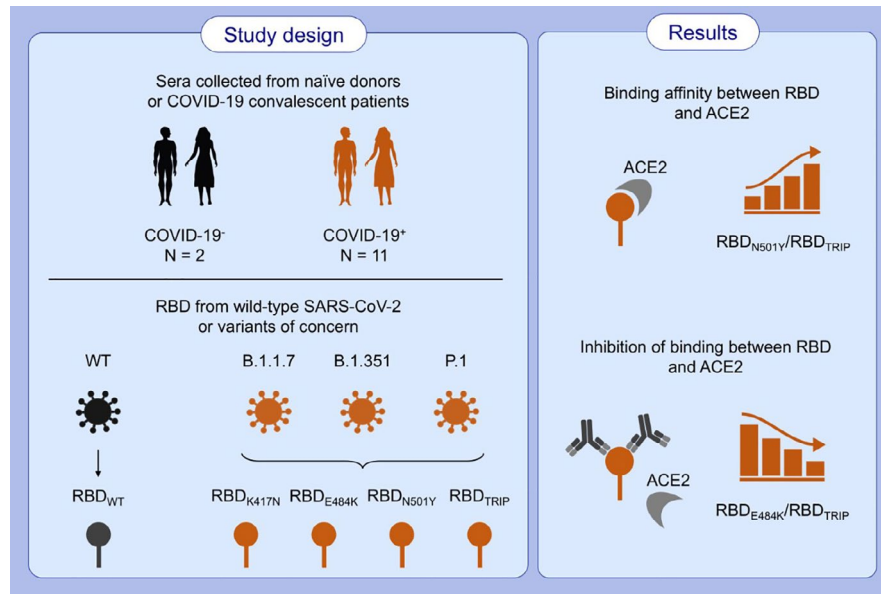 Study design
Sera collected from naïve donors
or COVID-19 convalescent patients
COVID-19⁻
N = 2
COVID-19⁺
N = 11
RBD from wild-type SARS-CoV-2
or variants of concern
WT
B.1.1.7
B.1.351
P.1
RBD_WT
RBD_K417N
RBD_E484K
RBD_N501Y
RBD_TRIP
Results
Binding affinity between RBD
and ACE2
ACE2
RBD_N501Y/RBD_TRIP
Inhibition of binding between RBD
and ACE2
ACE2
RBD_E484K/RBD_TRIP